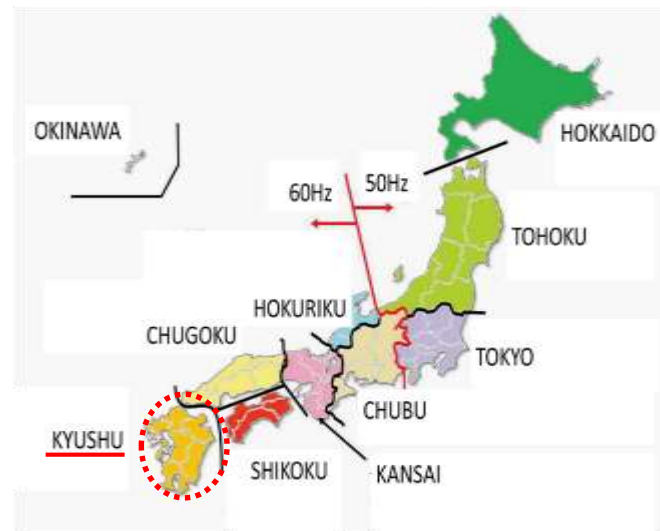 OKINAWA
HOKKAIDO
60Hz
50Hz
TOHOKU
HOKURIKU
CHUGOKU
TOKYO
CHUBU
KYUSHU
SHIKOKU
KANSAI